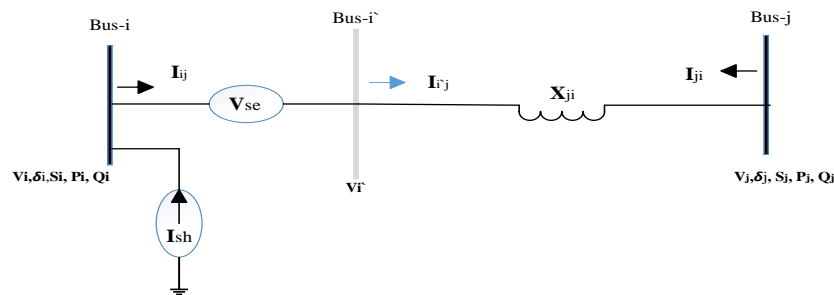 Bus-i
Bus-i`
Bus-j
Iij
Ii`j
Iji
Vse
Xji
Vi,δi,Si, Pi, Qi
Vi`
Vj,δj, Sj, Pj, Qj
Ish